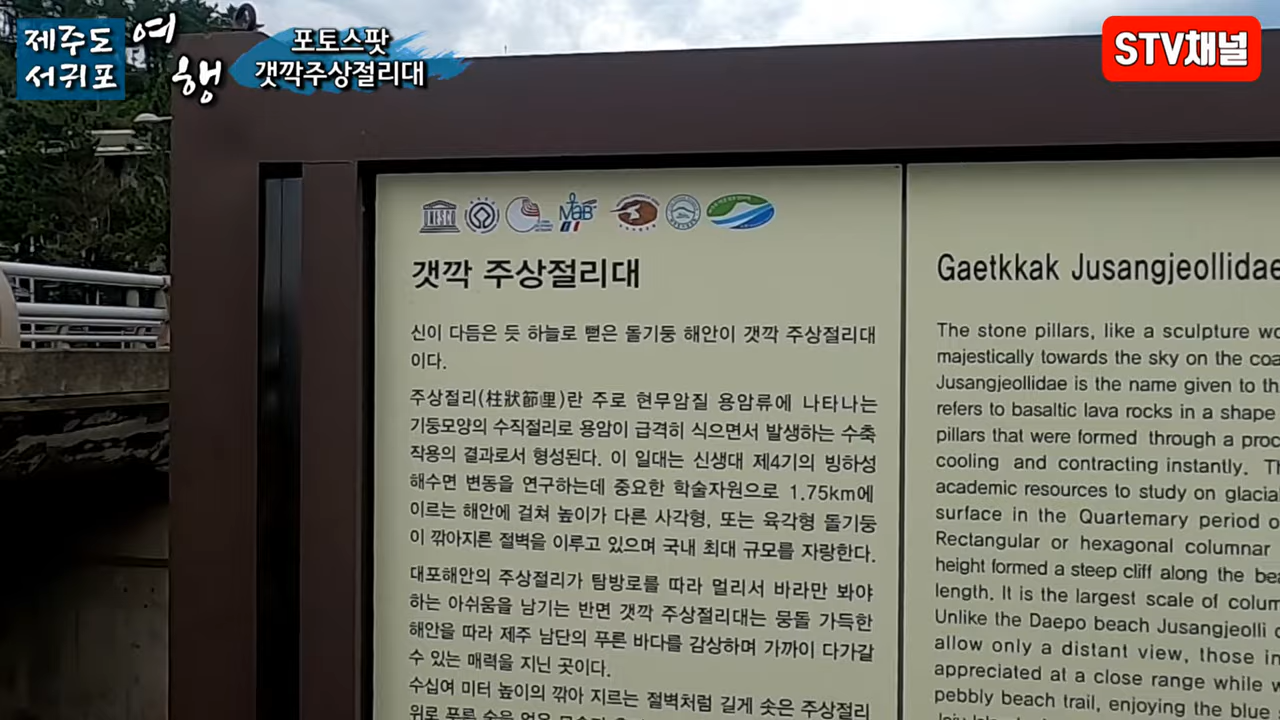 제주도 여행
서귀포
포토스팟
갯깍주상절리대
STV채널
UNESCO
MaB
갯깍 주상절리대
신이 다듬은 듯 하늘로 뻗은 돌기둥 해안이 갯깍 주상절리대
이다.
주상절리(柱狀節理)란 주로 현무암질 용암류에 나타나는
기둥모양의 수직절리로 용암이 급격히 식으면서 발생하는 수축
작용의 결과로서 형성된다. 이 일대는 신생대 제4기의 빙하성
해수면 변동을 연구하는데 중요한 학술자원으로 1.75km에
이르는 해안에 걸쳐 높이가 다른 사각형, 또는 육각형 돌기둥
이 깎아지른 절벽을 이루고 있으며 국내 최대 규모를 자랑한다.
대포해안의 주상절리가 탐방로를 따라 멀리서 바라만 봐야
하는 아쉬움을 남기는 반면 갯깍 주상절리대는 뭉돌 가득한
해안을 따라 제주 남단의 푸른 바다를 감상하며 가까이 다가갈
수 있는 매력을 지닌 곳이다.
수십여 미터 높이의 깎아 지르는 절벽처럼 길게 솟은 주상절리
위로 푸른 숲을
Gaetkkak Jusangjeollidae
The stone pillars, like a sculpture
majestically towards the sky on the
Jusangjeollidae is the name given to
refers to basaltic lava rocks in a shape
pillars that were formed through a
cooling and contracting instantly.
academic resources to study on
surface in the Quartemary period
Rectangular or hexagonal columnar
height formed a steep cliff along the
length. It is the largest scale of
Unlike the Daepo beach Jusangjeolli
allow only a distant view, those
appreciated at a close range while
pebbly beach trail, enjoying the blue